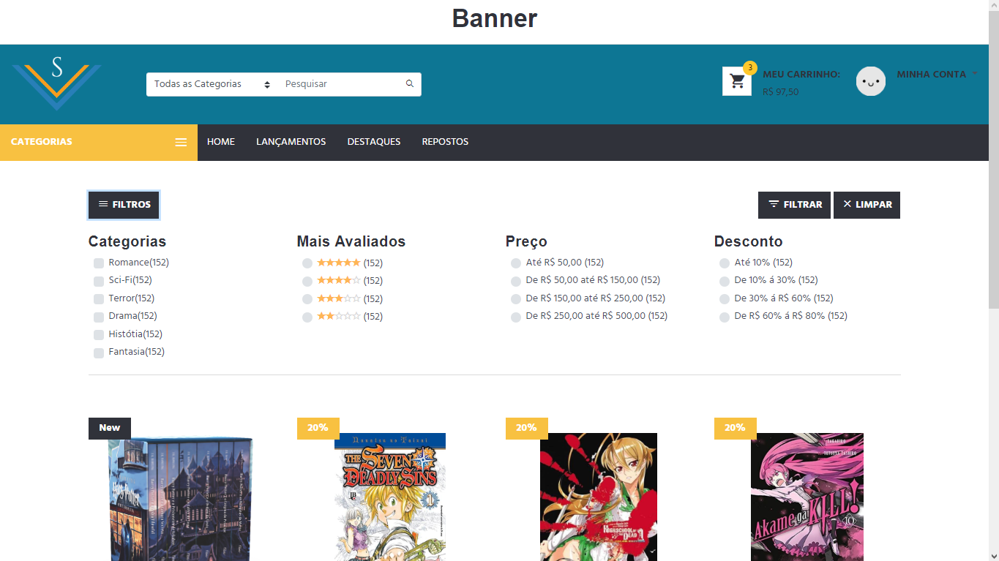 Banner
S
Todas as Categorias
Pesquisar
3
MEU CARRINHO:
R$ 97,50
MINHA CONTA
CATEGORIAS
HOME
LANÇAMENTOS
DESTAQUES
REPOSTOS
FILTROS
FILTRAR
LIMPAR
Categorias
Romance(152)
Sci-Fi(152)
Terror(152)
Drama(152)
Histótia(152)
Fantasia(152)
Mais Avaliados
(152)
(152)
(152)
(152)
Preço
Até R$ 50,00 (152)
De R$ 50,00 até R$ 150,00 (152)
De R$ 150,00 até R$ 250,00 (152)
De R$ 250,00 até R$ 500,00 (152)
Desconto
Até 10% (152)
De 10% á 30% (152)
De 30% á R$ 60% (152)
De R$ 60% á R$ 80% (152)
New
Harry Potter
20%
THE SEVEN
DEADLY SINS
1
20%
HIGHSCHOOL OF
THE DEAD 1
20%
TAKAHIRO
TETSUYA TASHIRO
Akame ga KILL!
10